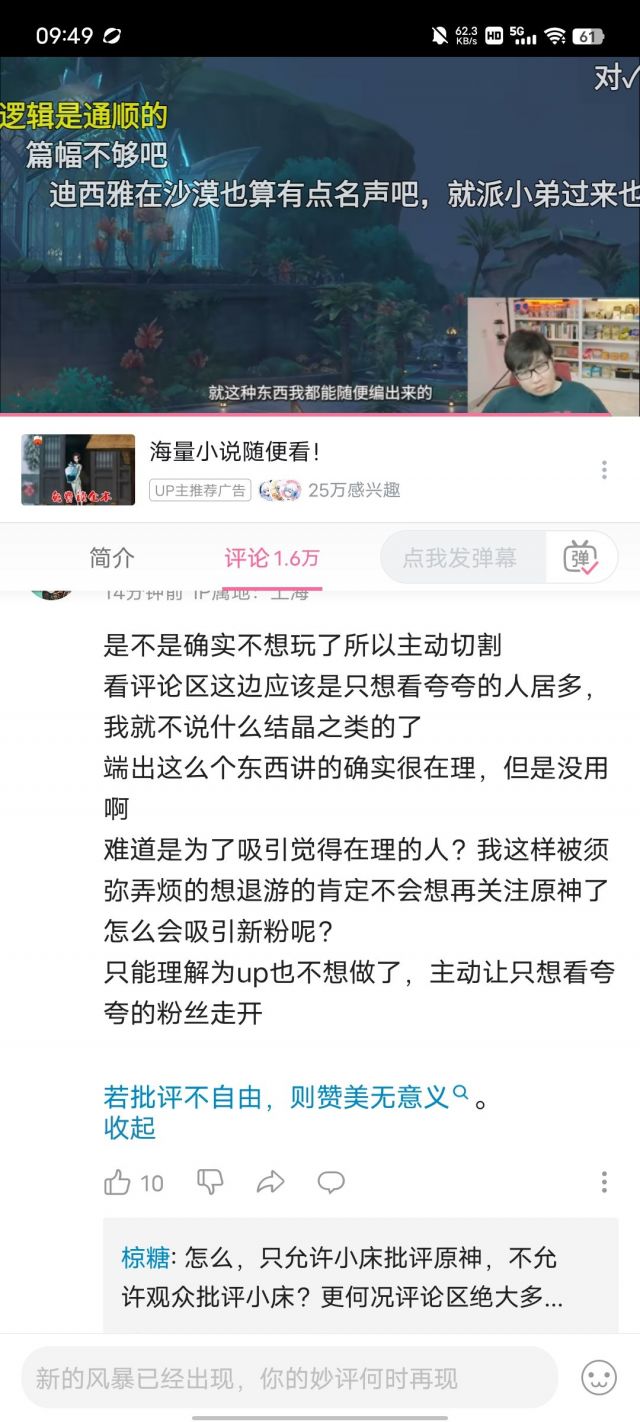 09:49
62.3
KB/s
HD
5G
61
对√
逻辑是通顺的
篇幅不够吧
迪西雅在沙漠也算有点名声吧，就派小弟过来也
就这种东西我都能随便编出来的
海量小说随便看！
UP主推荐广告
25万感兴趣
简介
评论 1.6万
点我发弹幕
弹
14分钟前 IP属地：上海
是不是确实不想玩了所以主动切割
看评论区这边应该是只想看夸夸的人居多，
我就不说什么结晶之类的了
端出这么个东西讲的确实很在理，但是没用
啊
难道是为了吸引觉得在理的人？我这样被须
弥弄烦的想退游的肯定不会想再关注原神了
怎么会吸引新粉呢？
只能理解为up也不想做了，主动让只想看夸
夸的粉丝走开
若批评不自由，则赞美无意义。
收起
10
椋糖: 怎么，只允许小床批评原神，不允
许观众批评小床？更何况评论区绝大多...
新的风暴已经出现，你的妙评何时再现